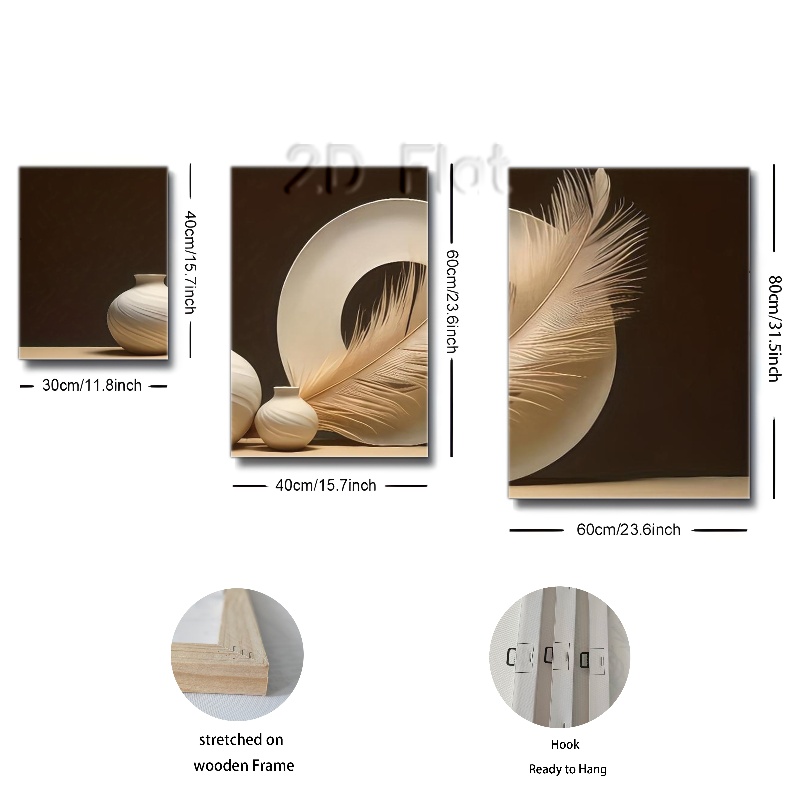 2D Flat
40cm/15.7inch
60cm/23.6inch
80cm/31.5inch
30cm/11.8inch
40cm/15.7inch
60cm/23.6inch
stretched on
wooden Frame
Hook
Ready to Hang